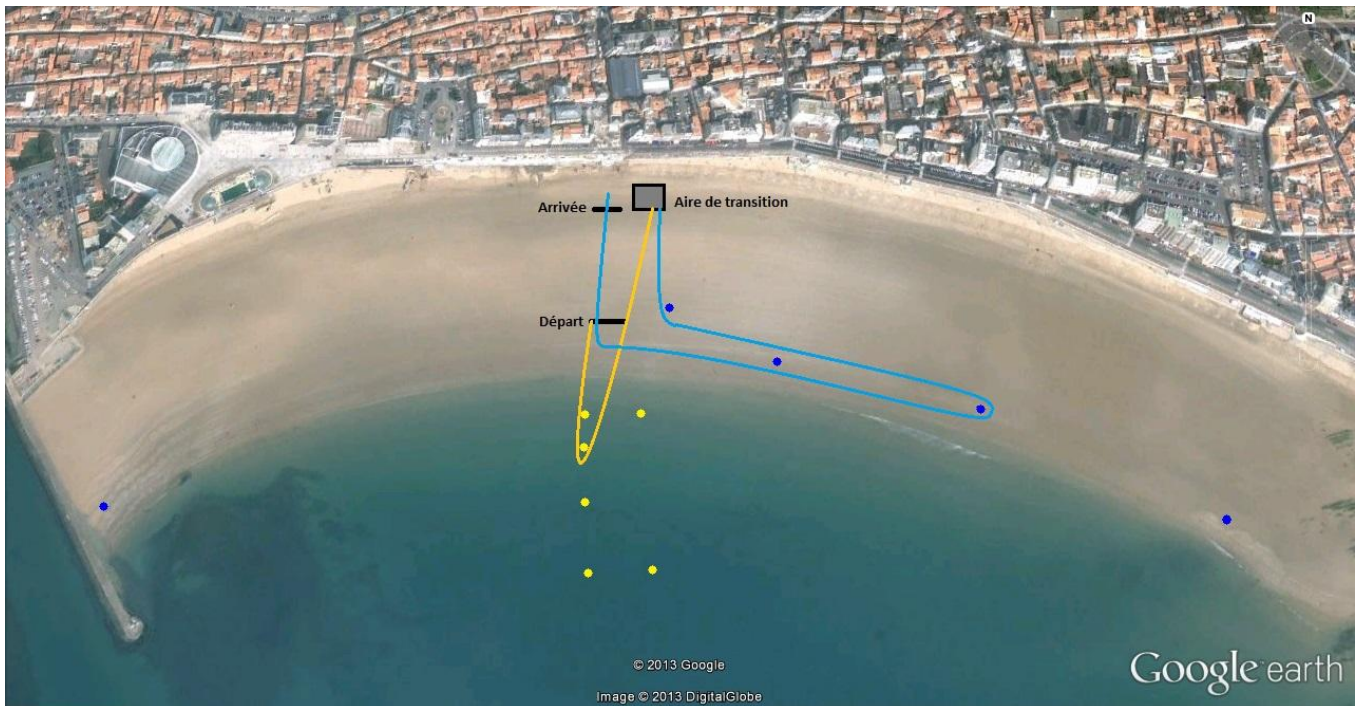 N
Arrivée
Aire de transition
Départ
© 2013 Google
Google earth
Image © 2013 DigitalGlobe